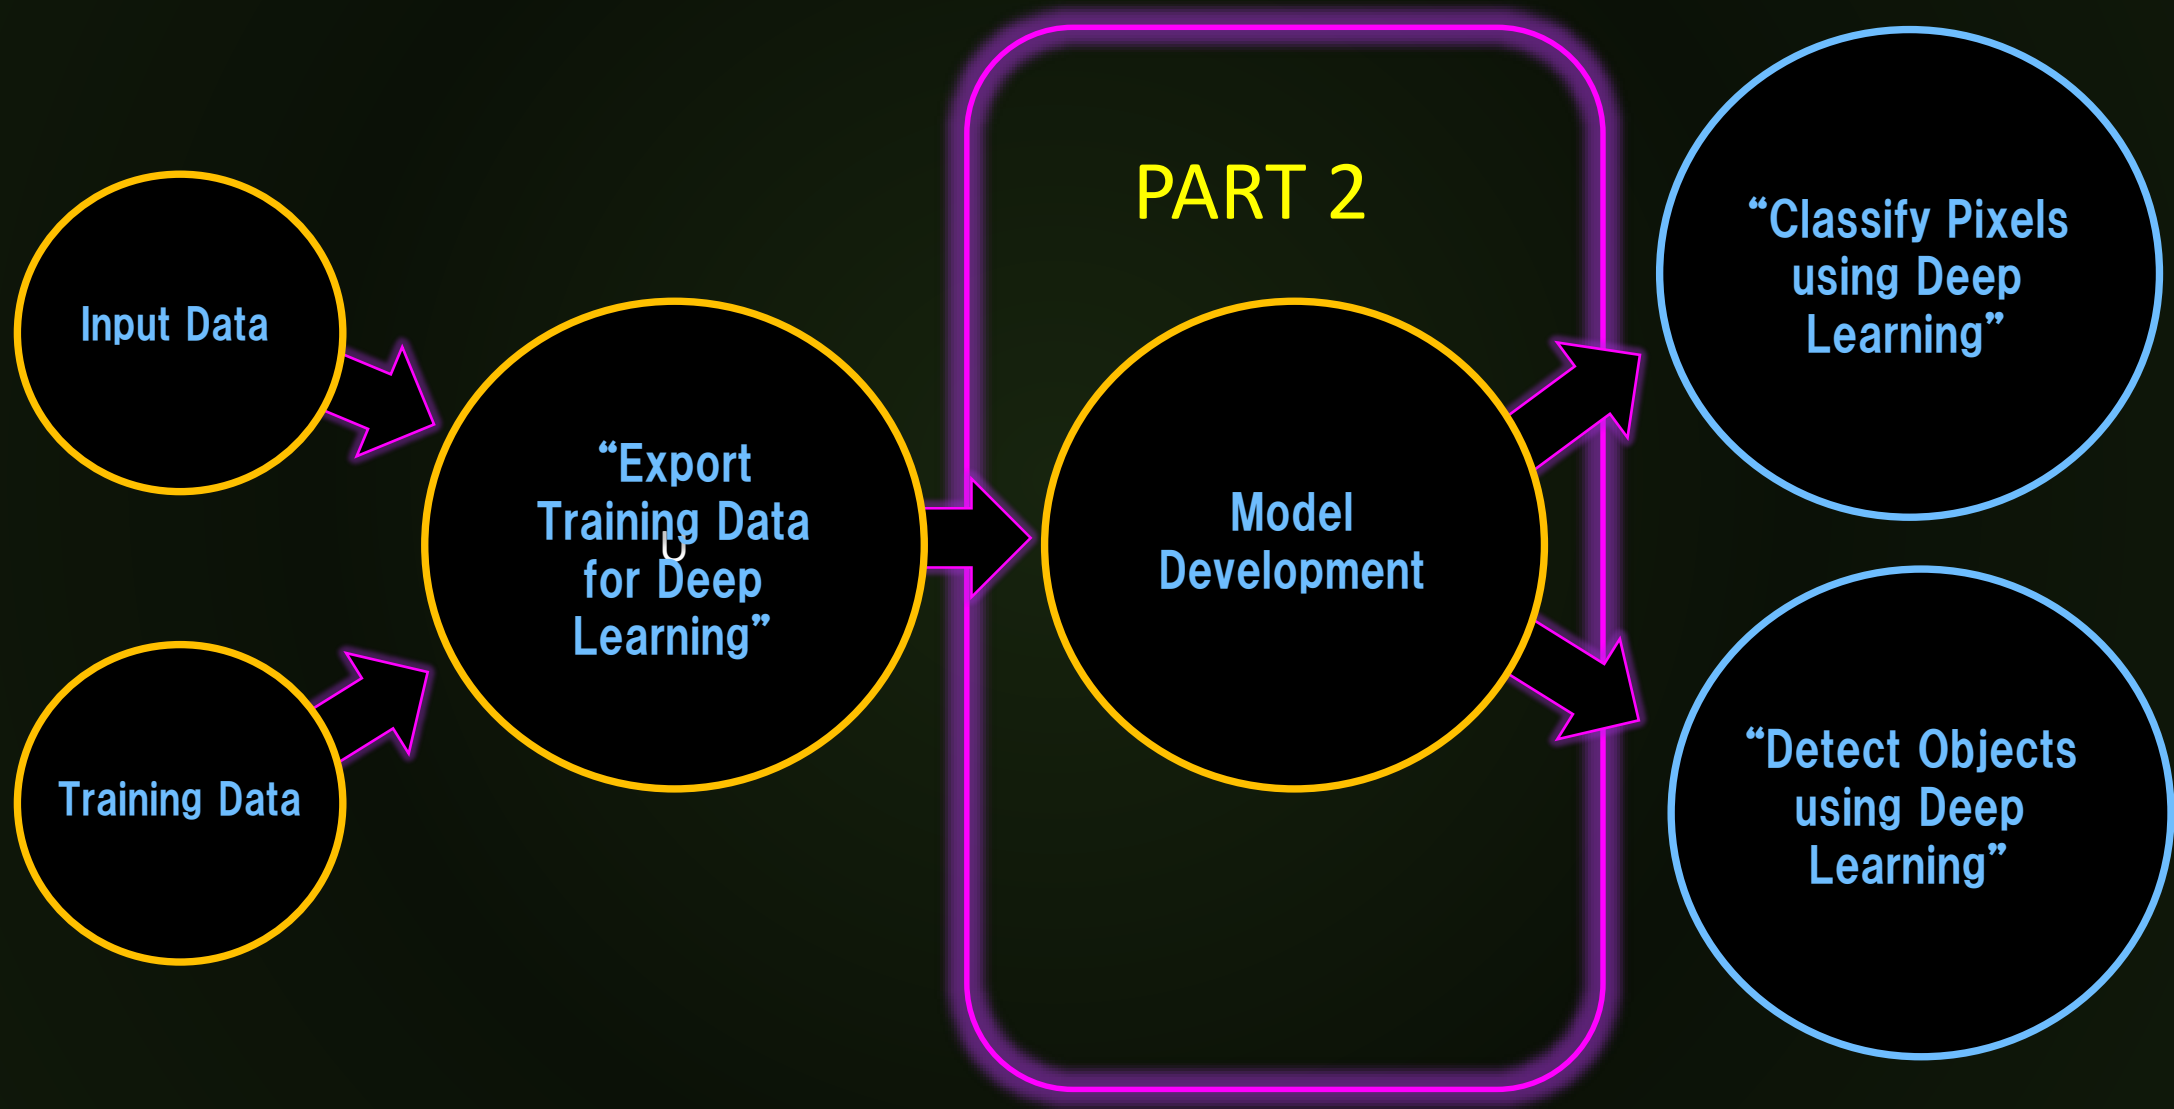 Input Data
Training Data
“Export
Training Data
U
for Deep
Learning”
PART 2
Model
Development
“Classify Pixels
using Deep
Learning”
“Detect Objects
using Deep
Learning”